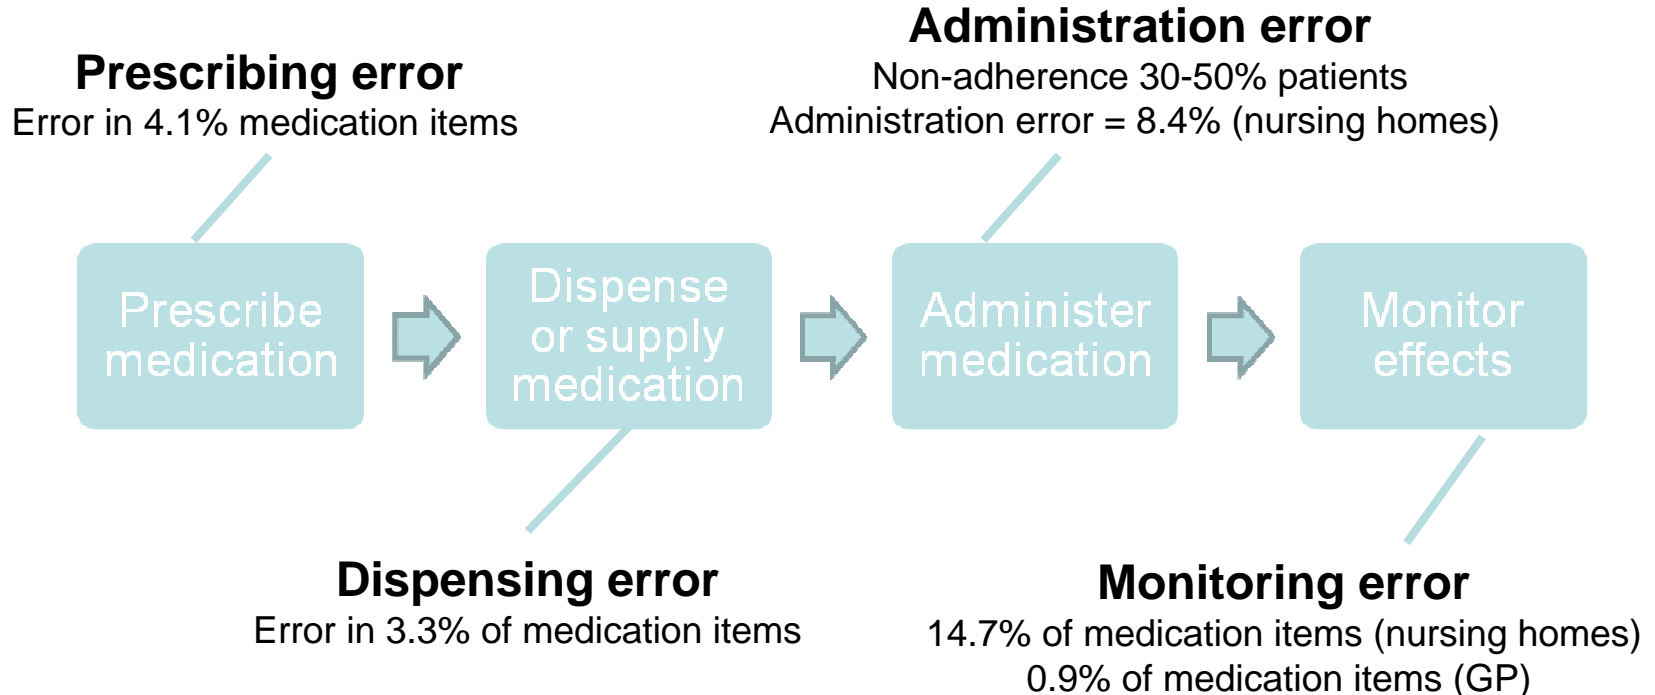 Administration error
Non-adherence 30-50% patients
Administration error = 8.4% (nursing homes)
Prescribing error
Error in 4.1% medication items
Prescribe
medication
Dispense
or supply
medication
Administer
medication
Monitor
effects
Dispensing error
Error in 3.3% of medication items
Monitoring error
14.7% of medication items (nursing homes)
0.9% of medication items (GP)